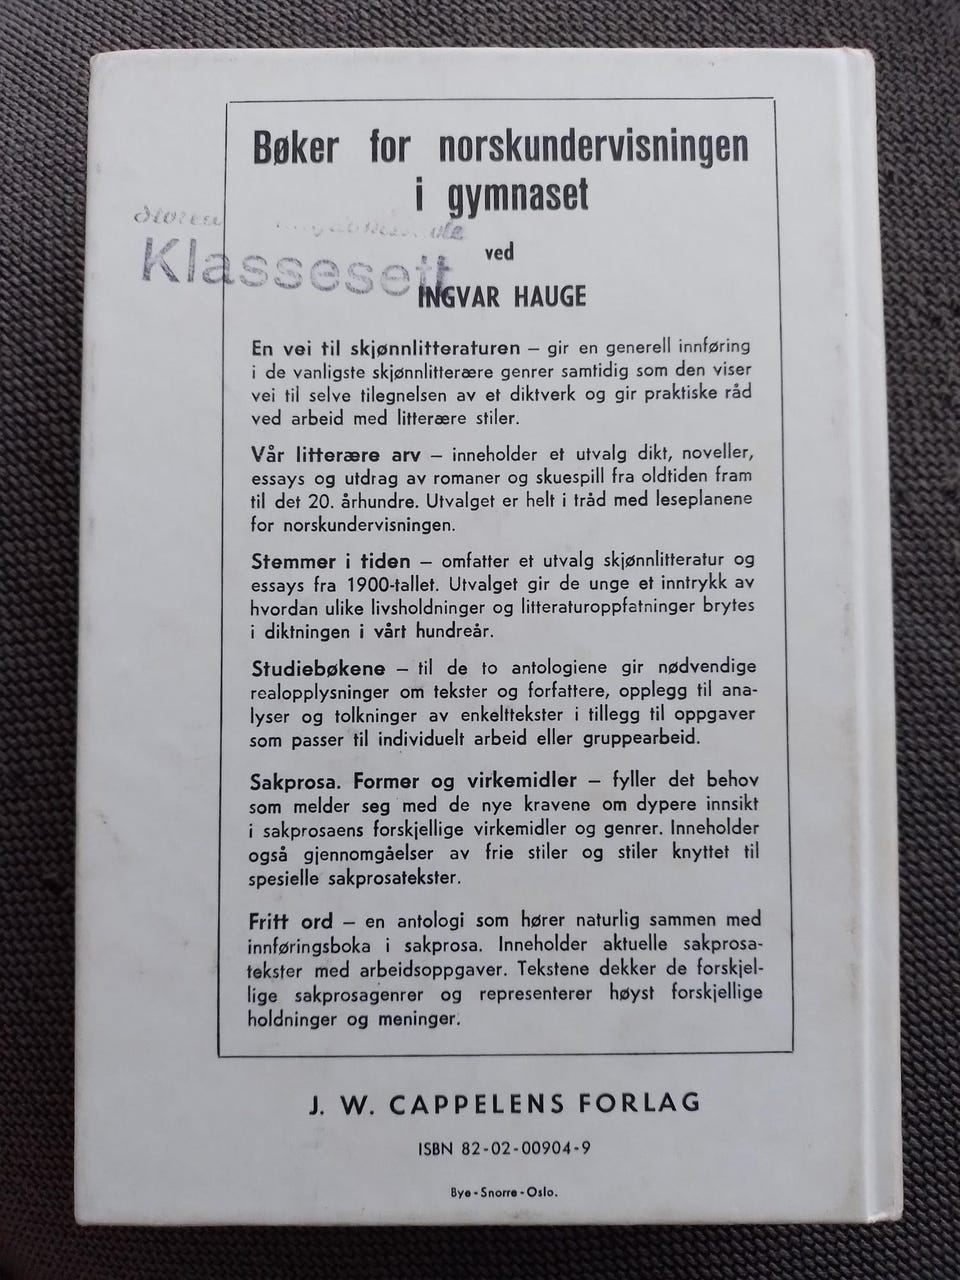 Bøker for norskundervisningen
i gymnaset
ved
Klassesett
INGVAR HAUGE
En vei til skjønnlitteraturen – gir en generell innføring
i de vanligste skjønnlitterære genrer samtidig som den viser
vei til selve tilegnelsen av et diktverk og gir praktiske råd
ved arbeid med litterære stiler.
Vår litterære arv – inneholder et utvalg dikt, noveller,
essays og utdrag av romaner og skuespill fra oldtiden fram
til det 20. århundre. Utvalget er helt i tråd med leseplanene
for norskundervisningen.
Stemmer i tiden – omfatter et utvalg skjønnlitteratur og
essays fra 1900-tallet. Utvalget gir de unge et inntrykk av
hvordan ulike livsholdninger og litteraturoppfatninger brytes
i diktningen i vårt hundreår.
Studiebøkene – til de to antologiene gir nødvendige
realopplysninger om tekster og forfattere, opplegg til ana-
lyser og tolkninger av enkelttekster i tillegg til oppgaver
som passer til individuelt arbeid eller gruppearbeid.
Sakprosa. Former og virkemidler – fyller det behov
som melder seg med de nye kravene om dypere innsikt
i sakprosaens forskjellige virkemidler og genrer. Inneholder
også gjennomgåelser av frie stiler og stiler knyttet til
spesielle sakprosatekster.
Fritt ord – en antologi som hører naturlig sammen med
innføringsboka i sakprosa. Inneholder aktuelle sakprosa-
tekster med arbeidsoppgaver. Tekstene dekker de forskjel-
lige sakprosagenrer og representerer høyst forskjellige
holdninger og meninger.
J. W. CAPPELENS FORLAG
ISBN 82-02-00904-9
Bye - Snorre - Oslo.